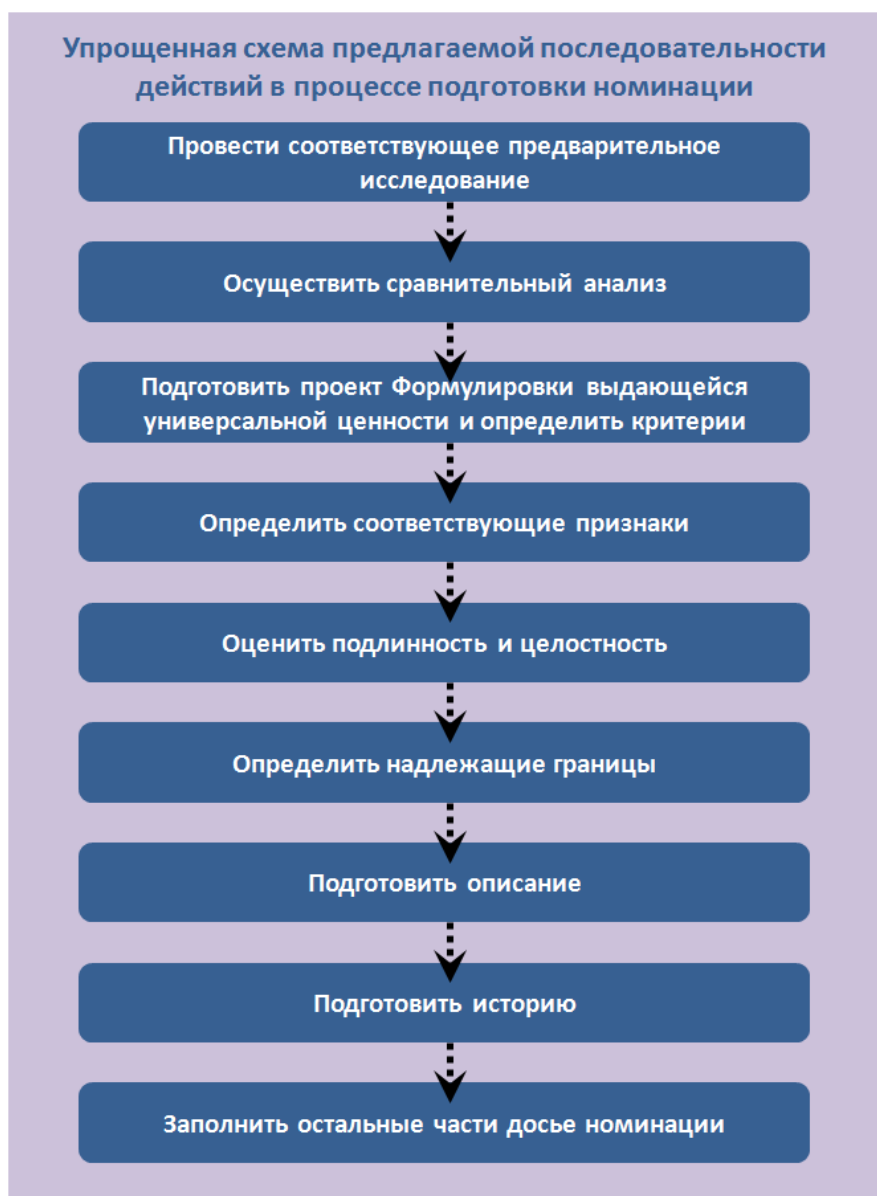 Упрощенная схема предлагаемой последовательности
действий в процессе подготовки номинации
Провести соответствующее предварительное
исследование
Осуществить сравнительный анализ
Подготовить проект Формулировки выдающейся
универсальной ценности и определить критерии
Определить соответствующие признаки
Оценить подлинность и целостность
Определить надлежащие границы
Подготовить описание
Подготовить историю
Заполнить остальные части досье номинации